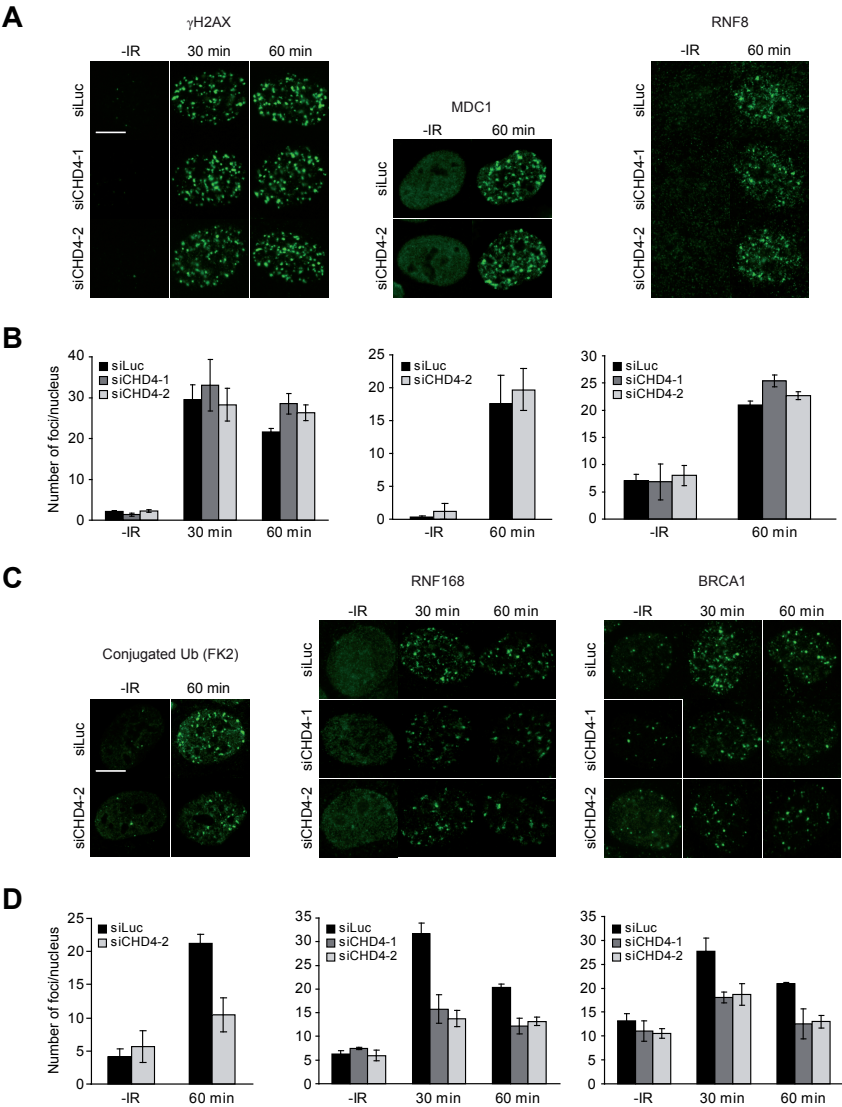 A
γH2AX
-IR 30 min 60 min
siLuc
siCHD4-1
siCHD4-2
MDC1
-IR 60 min
siLuc
siCHD4-2
RNF8
-IR 60 min
siLuc
siCHD4-1
siCHD4-2
B
Number of foci/nucleus
40
30
20
10
0
siLuc
siCHD4-1
siCHD4-2
-IR 30 min 60 min
25
20
15
10
5
0
siLuc
siCHD4-2
-IR 60 min
30
25
20
15
10
5
0
siLuc
siCHD4-1
siCHD4-2
-IR 60 min
C
Conjugated Ub (FK2)
-IR 60 min
siLuc
siCHD4-2
RNF168
-IR 30 min 60 min
siLuc
siCHD4-1
siCHD4-2
BRCA1
-IR 30 min 60 min
siLuc
siCHD4-1
siCHD4-2
D
Number of foci/nucleus
25
20
15
10
5
0
siLuc
siCHD4-2
-IR 60 min
35
30
25
20
15
10
5
0
siLuc
siCHD4-1
siCHD4-2
-IR 30 min 60 min
35
30
25
20
15
10
5
0
siLuc
siCHD4-1
siCHD4-2
-IR 30 min 60 min